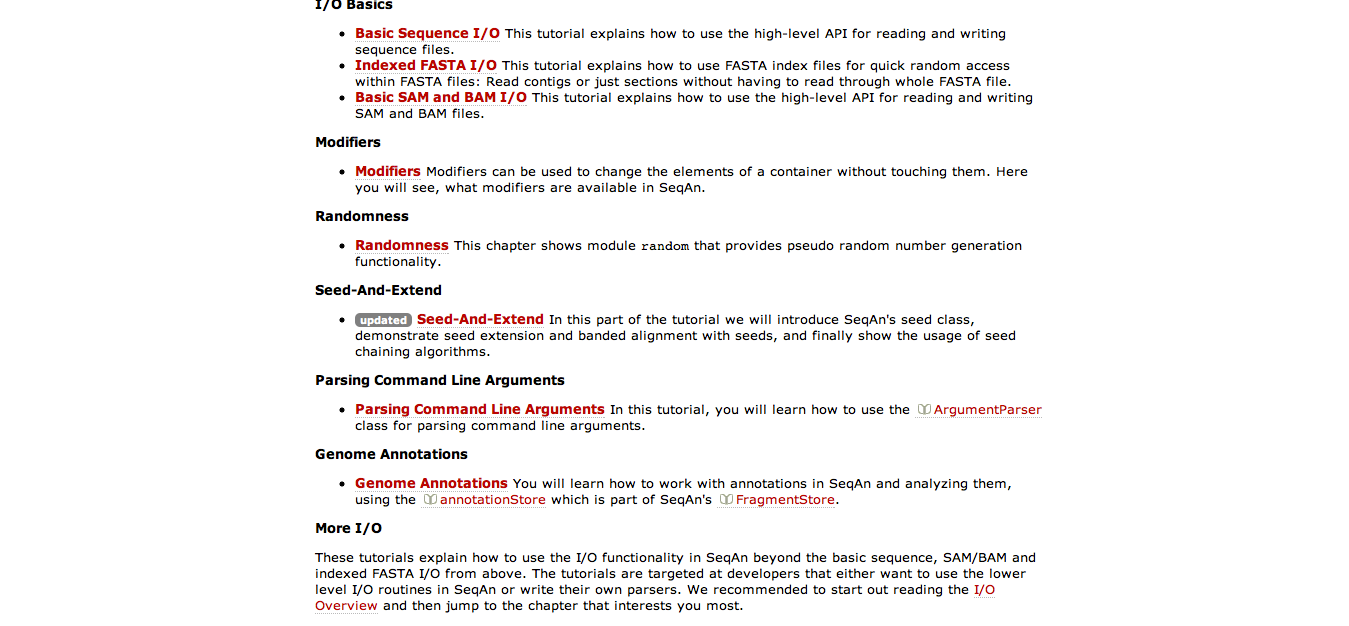 I/O Basics
Basic Sequence I/O This tutorial explains how to use the high-level API for reading and writing
sequence files.
Indexed FASTA I/O This tutorial explains how to use FASTA index files for quick random access
within FASTA files: Read contigs or just sections without having to read through whole FASTA file.
Basic SAM and BAM I/O This tutorial explains how to use the high-level API for reading and writing
SAM and BAM files.
Modifiers
Modifiers Modifiers can be used to change the elements of a container without touching them. Here
you will see, what modifiers are available in SeqAn.
Randomness
Randomness This chapter shows module random that provides pseudo random number generation
functionality.
Seed-And-Extend
updated Seed-And-Extend In this part of the tutorial we will introduce SeqAn's seed class,
demonstrate seed extension and banded alignment with seeds, and finally show the usage of seed
chaining algorithms.
Parsing Command Line Arguments
Parsing Command Line Arguments In this tutorial, you will learn how to use the ArgumentParser
class for parsing command line arguments.
Genome Annotations
Genome Annotations You will learn how to work with annotations in SeqAn and analyzing them,
using the annotationStore which is part of SeqAn's FragmentStore.
More I/O
These tutorials explain how to use the I/O functionality in SeqAn beyond the basic sequence, SAM/BAM and
indexed FASTA I/O from above. The tutorials are targeted at developers that either want to use the lower
level I/O routines in SeqAn or write their own parsers. We recommended to start out reading the I/O
Overview and then jump to the chapter that interests you most.